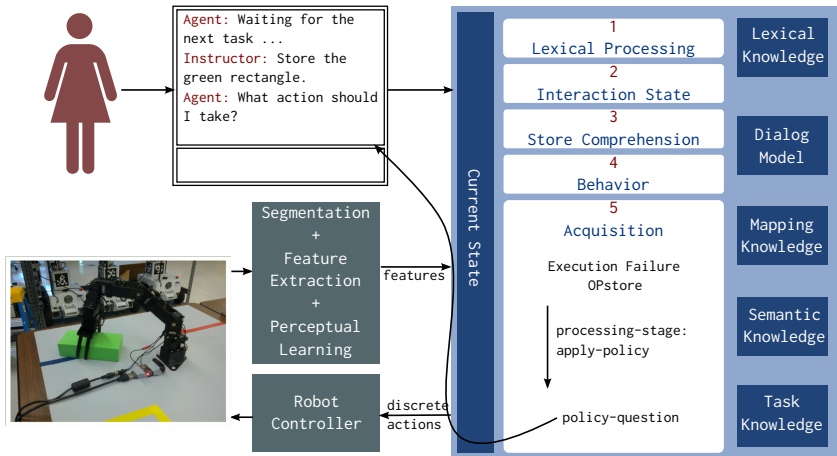 Agent: Waiting for the
next task ...
Instructor: Store the
green rectangle.
Agent: What action should
I take?
Segmentation
+
Feature
Extraction
+
Perceptual
Learning
features
Robot
Controller
discrete
actions
Current State
1
Lexical Processing
2
Interaction State
3
Store Comprehension
4
Behavior
5
Acquisition
Execution Failure
OPstore
processing-stage:
apply-policy
policy-question
Lexical
Knowledge
Dialog
Model
Mapping
Knowledge
Semantic
Knowledge
Task
Knowledge